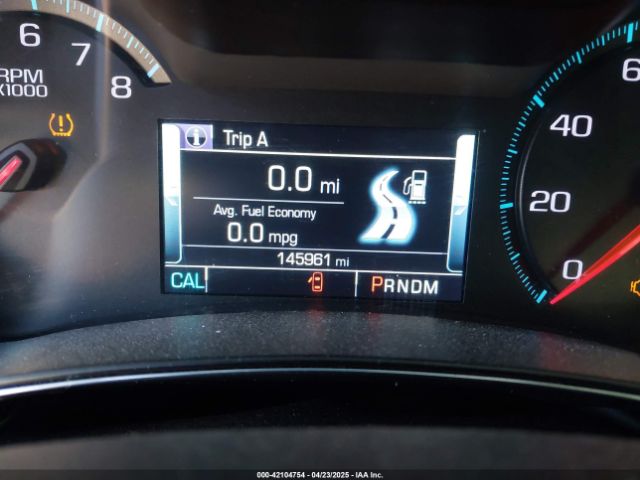 6
8
RPM
X1000
i Trip A
0.0 mi
Avg. Fuel Economy
0.0 mpg
145961 mi
CAL PRNDM
0
20
40
000-42104754 - 04/23/2025 - IAA Inc.